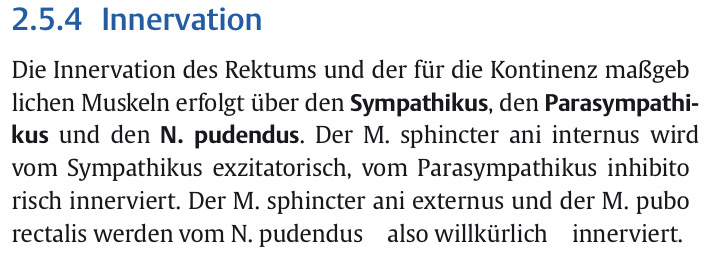 2.5.4 Innervation
Die Innervation des Rektums und der für die Kontinenz maßgeb
lichen Muskeln erfolgt über den Sympathikus, den Parasympathi-
kus und den N. pudendus. Der M. sphincter ani internus wird
vom Sympathikus exzitatorisch, vom Parasympathikus inhibito
risch innerviert. Der M. sphincter ani externus und der M. pubo
rectalis werden vom N. pudendus also willkürlich innerviert.